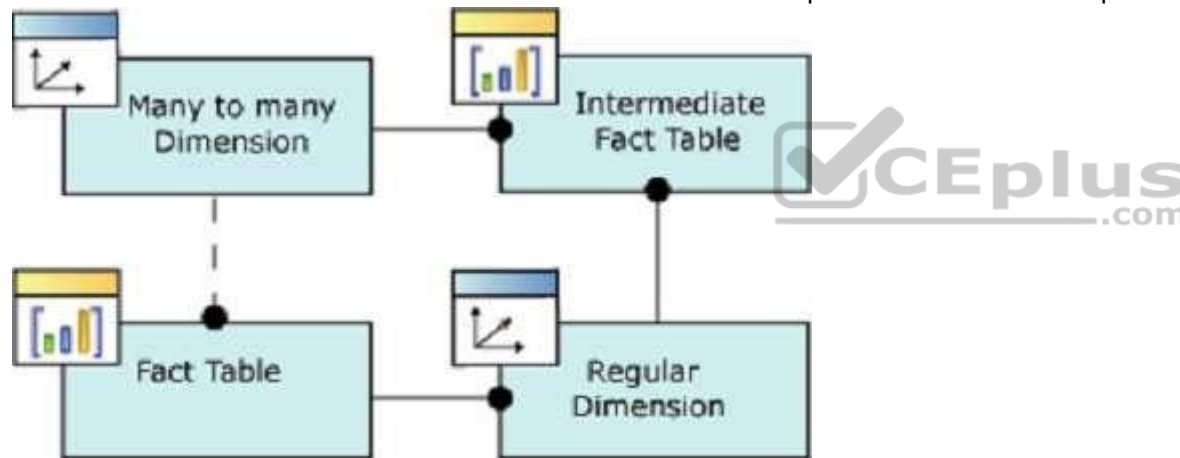 Many to many
Dimension
Intermediate
Fact Table
CEplus
.com
Fact Table
Regular
Dimension